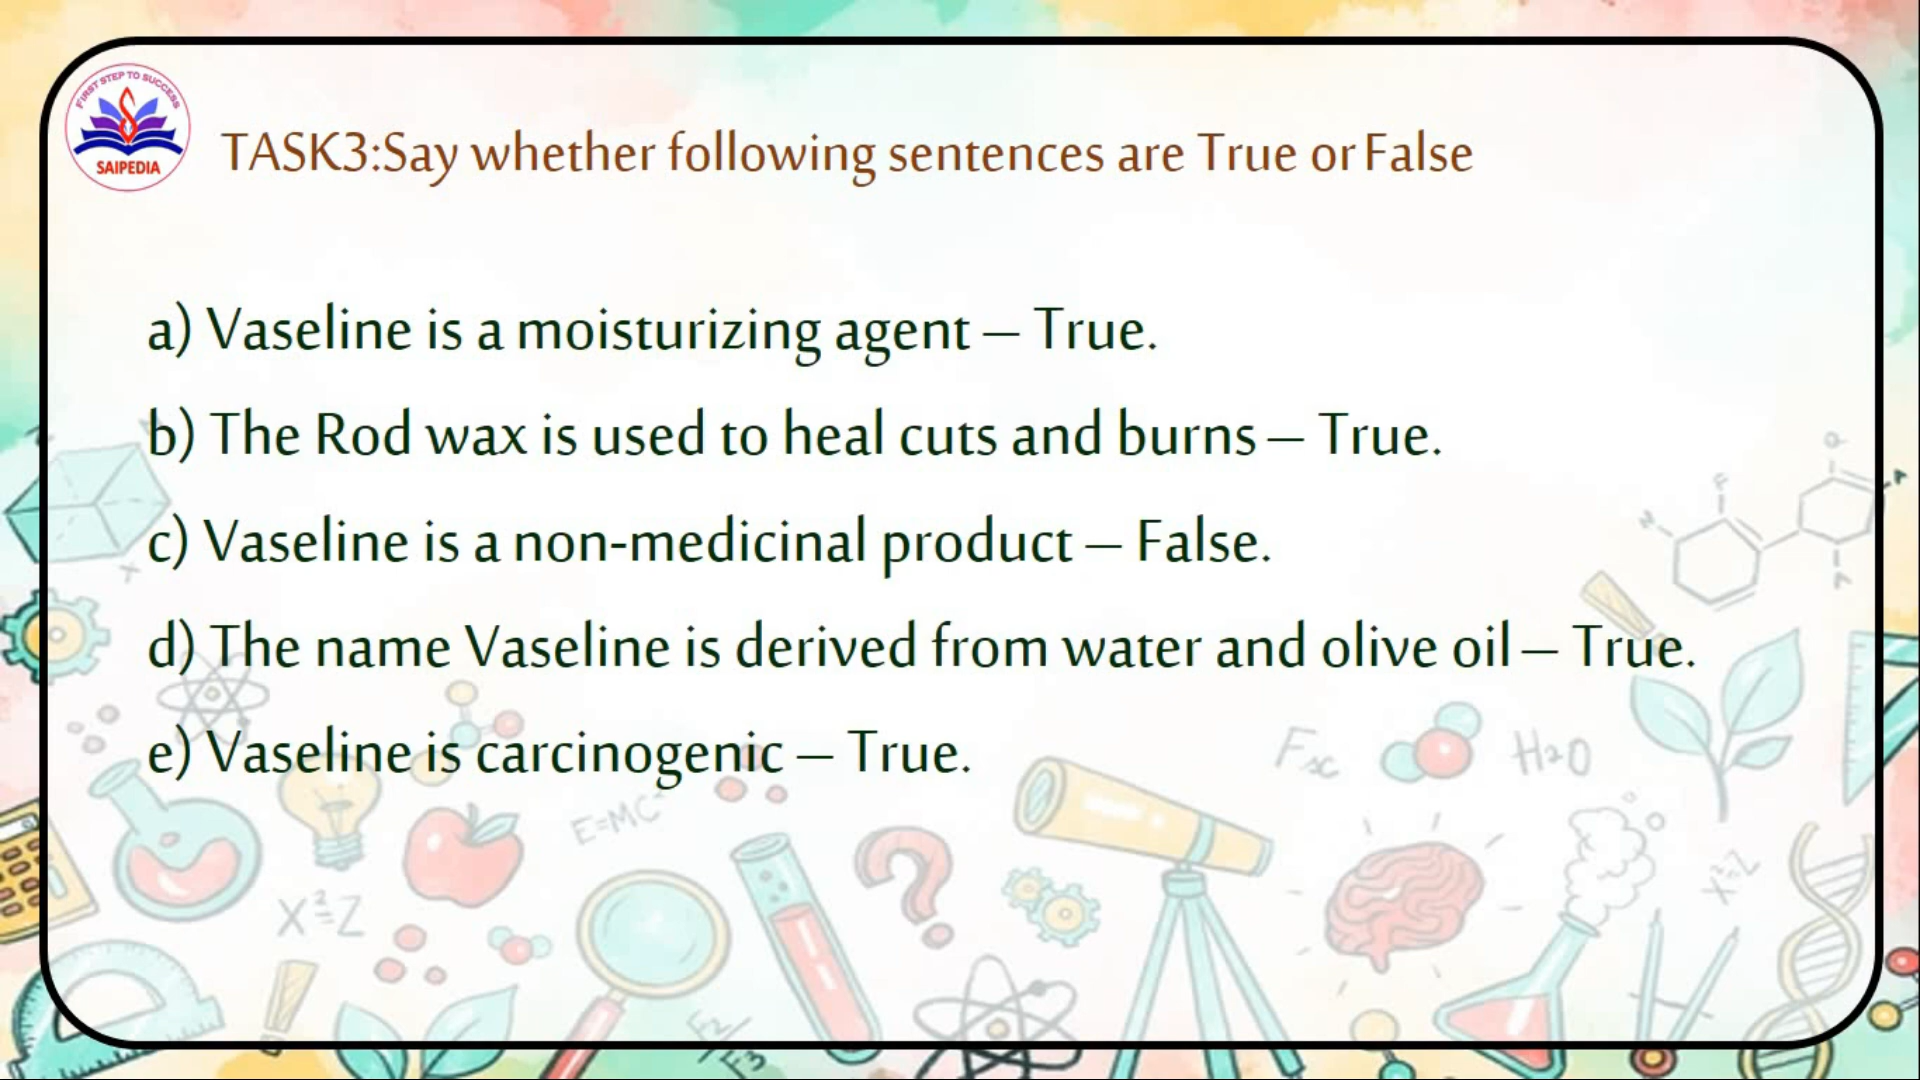 FIRST STEP TO SUCCESS
SAIPEDIA
TASK3:Say whether following sentences are True or False
a) Vaseline is a moisturizing agent – True.
b) The Rod wax is used to heal cuts and burns – True.
c) Vaseline is a non-medicinal product – False.
d) The name Vaseline is derived from water and olive oil – True.
e) Vaseline is carcinogenic – True.
H2O
E=MC²